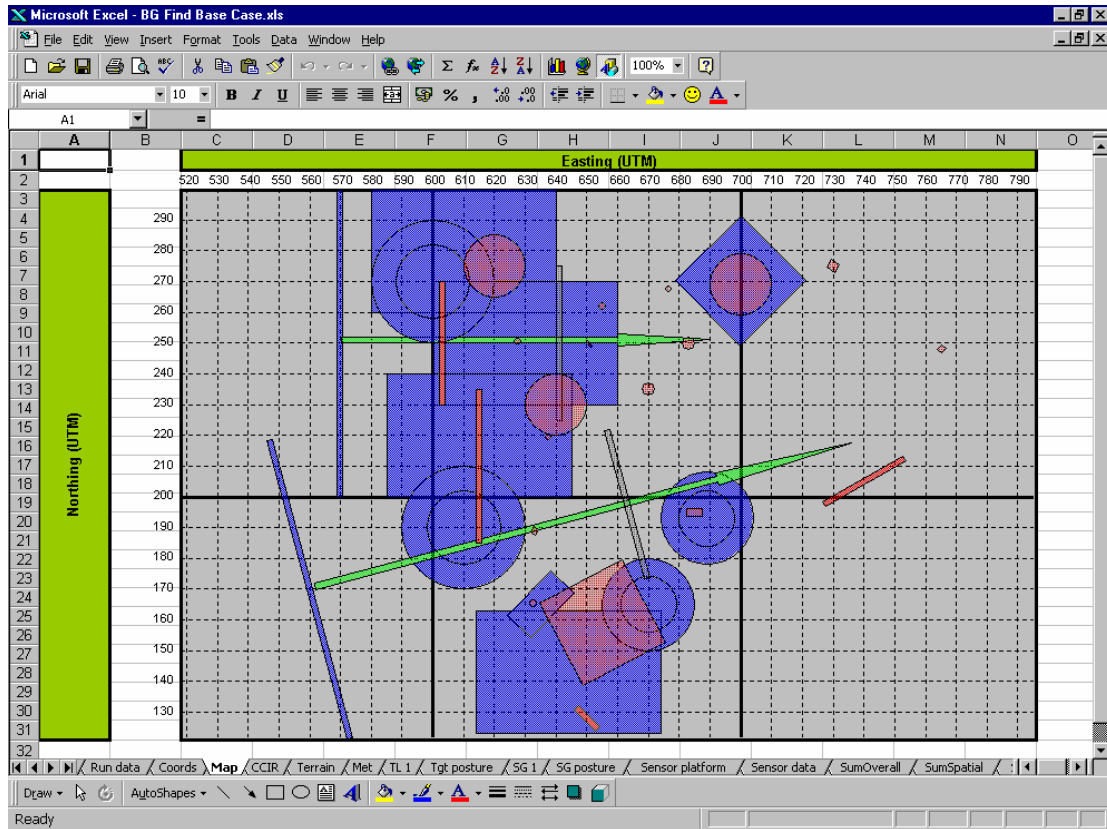 Microsoft Excel - BG Find Base Case.xls
File Edit View Insert Format Tools Data Window Help
100%
Arial 10 B I U
A1 =
A B C D E F G H I J K L M N O
1 Easting (UTM)
2 520 530 540 550 560 570 580 590 600 610 620 630 640 650 660 670 680 690 700 710 720 730 740 750 760 770 780 790
3
4 290
5
6 280
7 270
8
9 260
10
11 250
12 240
13
14 230
15
16 220
17 210
18
19 200
20 190
21
22 180
23 170
24
25 160
26
27 150
28 140
29
30 130
31
32
Northing (UTM)
Run data Coords Map CCIR Terrain Met TL 1 Tgt posture SG 1 SG posture Sensor platform Sensor data SumOverall SumSpatial
Draw AutoShapes
Ready